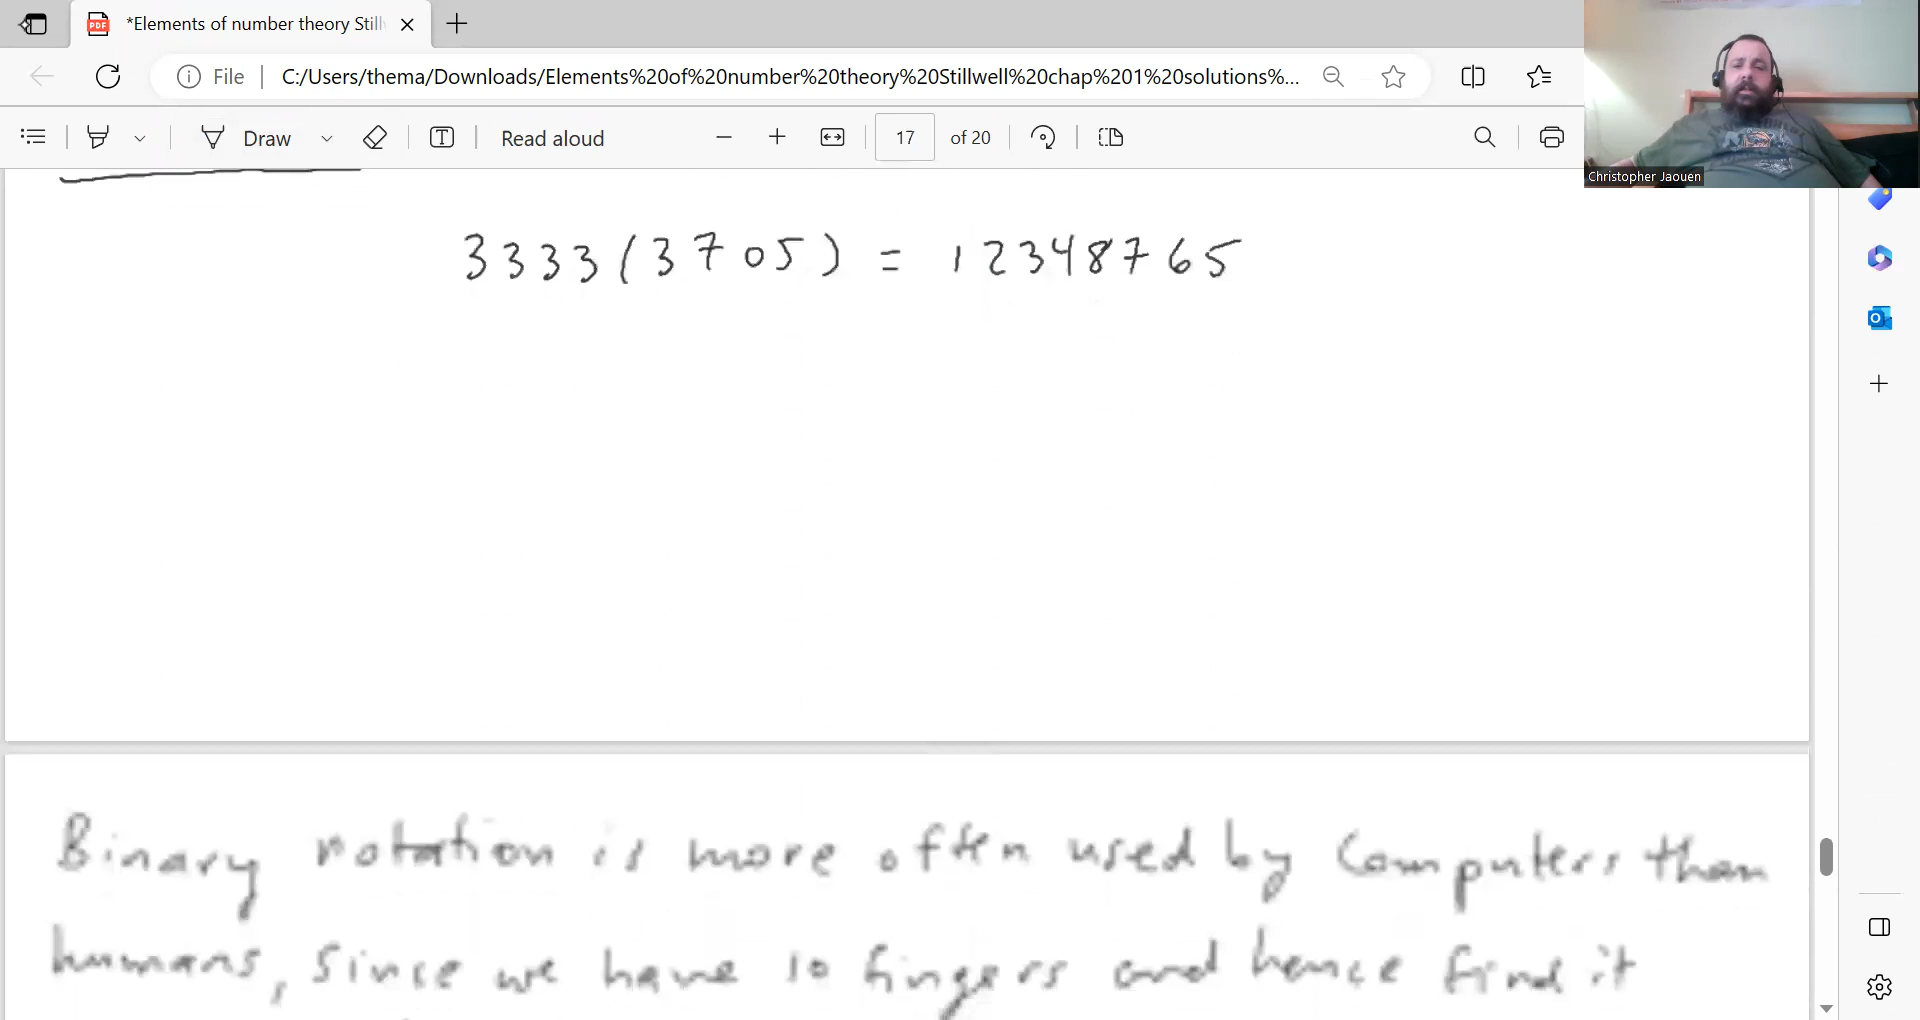 *Elements of number theory Still
File
C:/Users/thema/Downloads/Elements%20of%20number%20theory%20Stillwell%20chap%201%20solutions%...
Draw
Read aloud
17 of 20
Christopher Jaouen
3333(3705) = 12348765
Binary notation is more often used by computers than
humans, since we have 10 fingers and hence find it